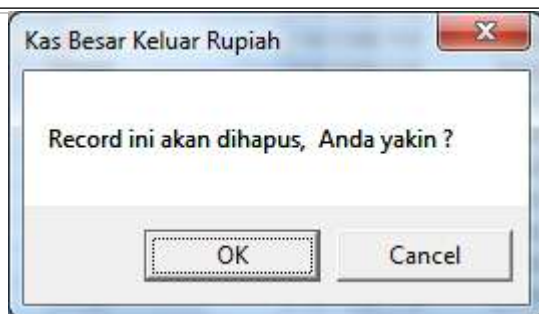 Kas Besar Keluar Rupiah
Record ini akan dihapus,  Anda yakin ?
OK
Cancel